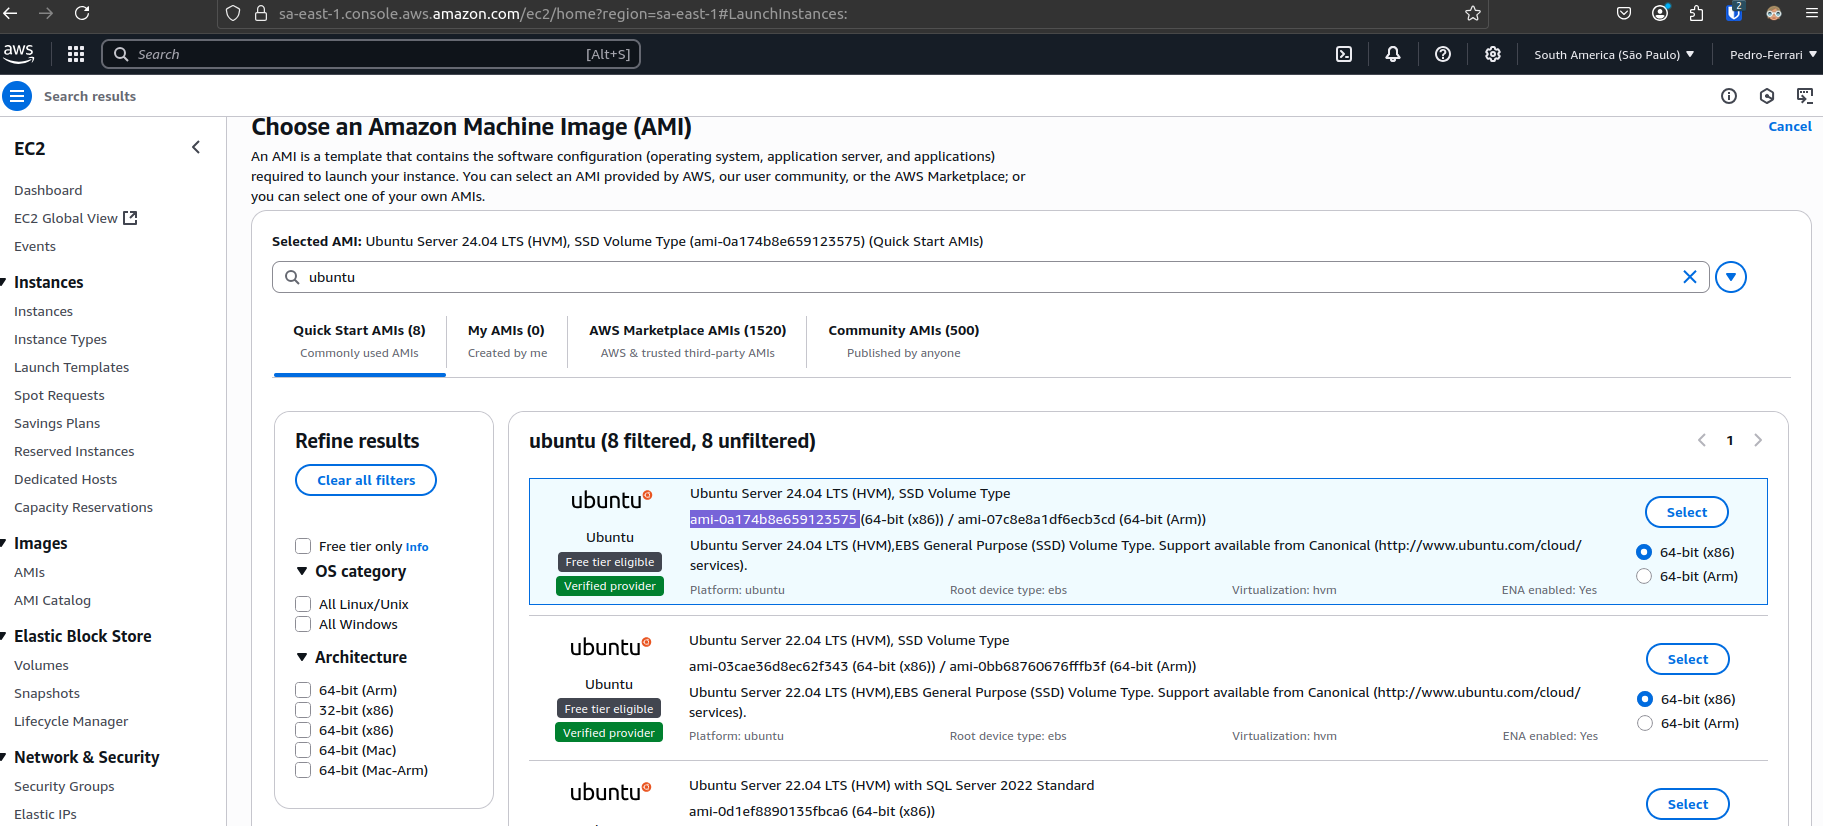 sa-east-1.console.aws.amazon.com/ec2/home?region=sa-east-1#LaunchInstances:
2
aws
Search
[Alt+S]
South America (São Paulo)
Pedro-Ferrari
Search results
EC2
Dashboard
EC2 Global View
Events
Instances
Instances
Instance Types
Launch Templates
Spot Requests
Savings Plans
Reserved Instances
Dedicated Hosts
Capacity Reservations
Images
AMIs
AMI Catalog
Elastic Block Store
Volumes
Snapshots
Lifecycle Manager
Network & Security
Security Groups
Elastic IPs
Choose an Amazon Machine Image (AMI)
Cancel
An AMI is a template that contains the software configuration (operating system, application server, and applications)
required to launch your instance. You can select an AMI provided by AWS, our user community, or the AWS Marketplace; or
you can select one of your own AMIs.
Selected AMI: Ubuntu Server 24.04 LTS (HVM), SSD Volume Type (ami-0a174b8e659123575) (Quick Start AMIs)
ubuntu
Quick Start AMIs (8)
Commonly used AMIs
My AMIs (0)
Created by me
AWS Marketplace AMIs (1520)
AWS & trusted third-party AMIs
Community AMIs (500)
Published by anyone
Refine results
Clear all filters
Free tier only Info
OS category
All Linux/Unix
All Windows
Architecture
64-bit (Arm)
32-bit (x86)
64-bit (x86)
64-bit (Mac)
64-bit (Mac-Arm)
ubuntu (8 filtered, 8 unfiltered)
1
ubuntu
Ubuntu
Free tier eligible
Verified provider
Ubuntu Server 24.04 LTS (HVM), SSD Volume Type
ami-0a174b8e659123575 (64-bit (x86)) / ami-07c8e8a1df6ecb3cd (64-bit (Arm))
Ubuntu Server 24.04 LTS (HVM),EBS General Purpose (SSD) Volume Type. Support available from Canonical (http://www.ubuntu.com/cloud/
services).
Platform: ubuntu
Root device type: ebs
Virtualization: hvm
ENA enabled: Yes
Select
64-bit (x86)
64-bit (Arm)
ubuntu
Ubuntu
Free tier eligible
Verified provider
Ubuntu Server 22.04 LTS (HVM), SSD Volume Type
ami-03cae36d8ec62f343 (64-bit (x86)) / ami-0bb68760676fffb3f (64-bit (Arm))
Ubuntu Server 22.04 LTS (HVM),EBS General Purpose (SSD) Volume Type. Support available from Canonical (http://www.ubuntu.com/cloud/
services).
Platform: ubuntu
Root device type: ebs
Virtualization: hvm
ENA enabled: Yes
Select
64-bit (x86)
64-bit (Arm)
ubuntu
Ubuntu Server 22.04 LTS (HVM) with SQL Server 2022 Standard
ami-0d1ef8890135fbca6 (64-bit (x86))
Select